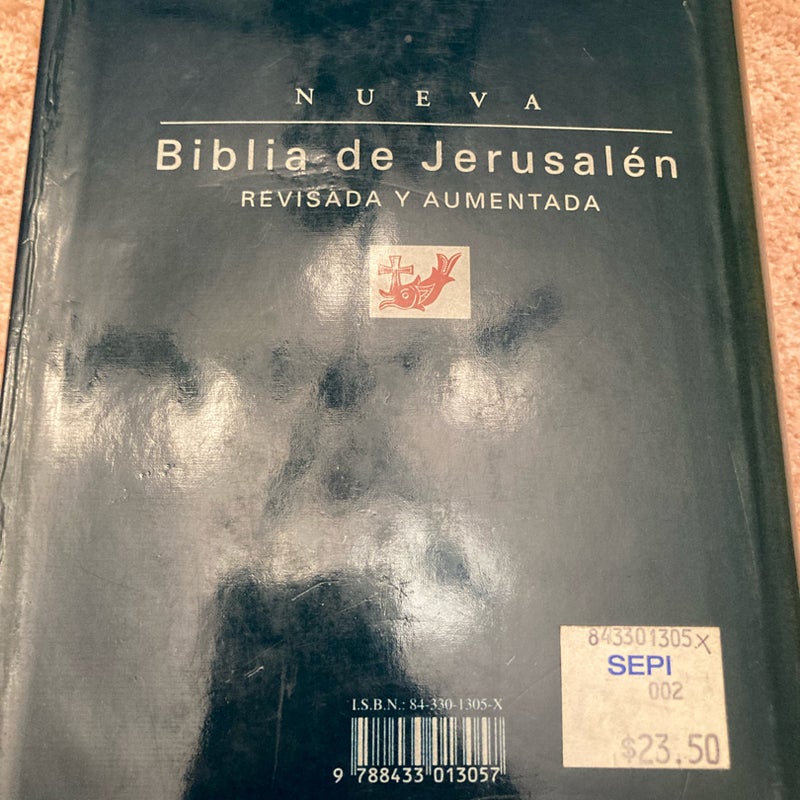 NUEVA
Biblia de Jerusalén
REVISADA Y AUMENTADA
843301305X
SEPI
002
$23.50
I.S.B.N.: 84-330-1305-X
9 788433 013057